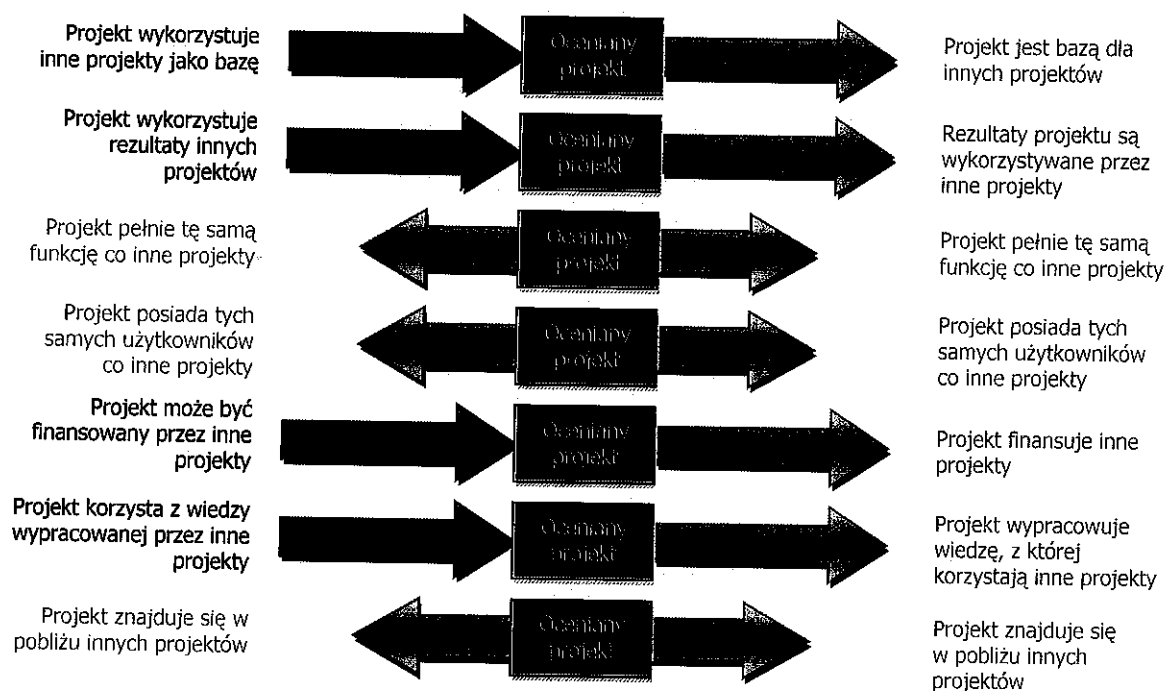 Projekt wykorzystuje
inne projekty jako bazę
Oceniany
projekt
Projekt jest bazą dla
innych projektów
Projekt wykorzystuje
rezultaty innych
projektów
Oceniany
projekt
Rezultaty projektu są
wykorzystywane przez
inne projekty
Projekt pełnie tę samą
funkcję co inne projekty
Oceniany
projekt
Projekt pełnie tę samą
funkcję co inne projekty
Projekt posiada tych
samych użytkowników
co inne projekty
Oceniany
projekt
Projekt posiada tych
samych użytkowników
co inne projekty
Projekt może być
finansowany przez inne
projekty
Oceniany
projekt
Projekt finansuje inne
projekty
Projekt korzysta z wiedzy
wypracowanej przez inne
projekty
Oceniany
projekt
Projekt wypracowuje
wiedzę, z której
korzystają inne projekty
Projekt znajduje się w
pobliżu innych projektów
Oceniany
projekt
Projekt znajduje się
w pobliżu innych
projektów